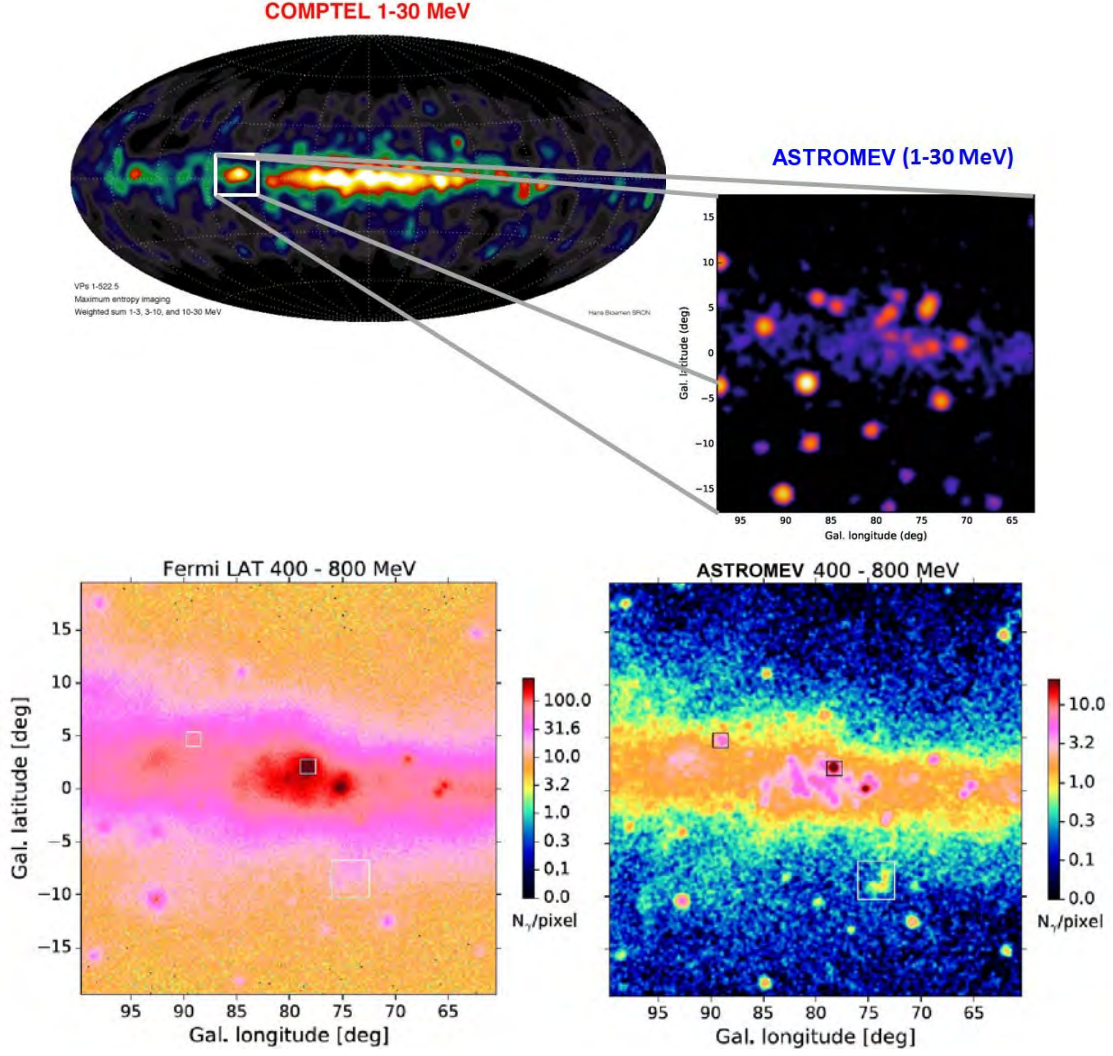 COMPTEL 1-30 MeV
VPs 1-522.5
Maximum entropy imaging
Weighted sum 1-3, 3-10, and 10-30 MeV
Hans Bloemen SRON
ASTROMEV (1-30 MeV)
15
10
5
0
−5
−10
−15
Gal. latitude (deg)
95 90 85 80 75 70 65
Gal. longitude (deg)
Fermi LAT 400 - 800 MeV
15
10
5
0
−5
−10
−15
Gal. latitude [deg]
95 90 85 80 75 70 65
Gal. longitude [deg]
100.0
31.6
10.0
3.2
1.0
0.3
0.1
0.0
Nγ/pixel
ASTROMEV 400 - 800 MeV
95 90 85 80 75 70 65
Gal. longitude [deg]
10.0
3.2
1.0
0.3
0.1
0.0
Nγ/pixel